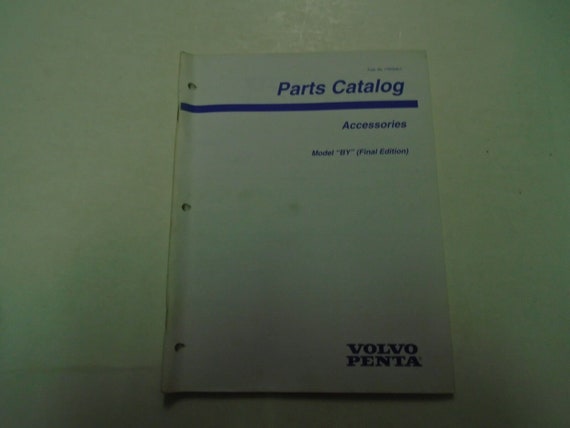 Parts Catalog
Accessories
Model "BY" (Final Edition)
VOLVO
PENTA